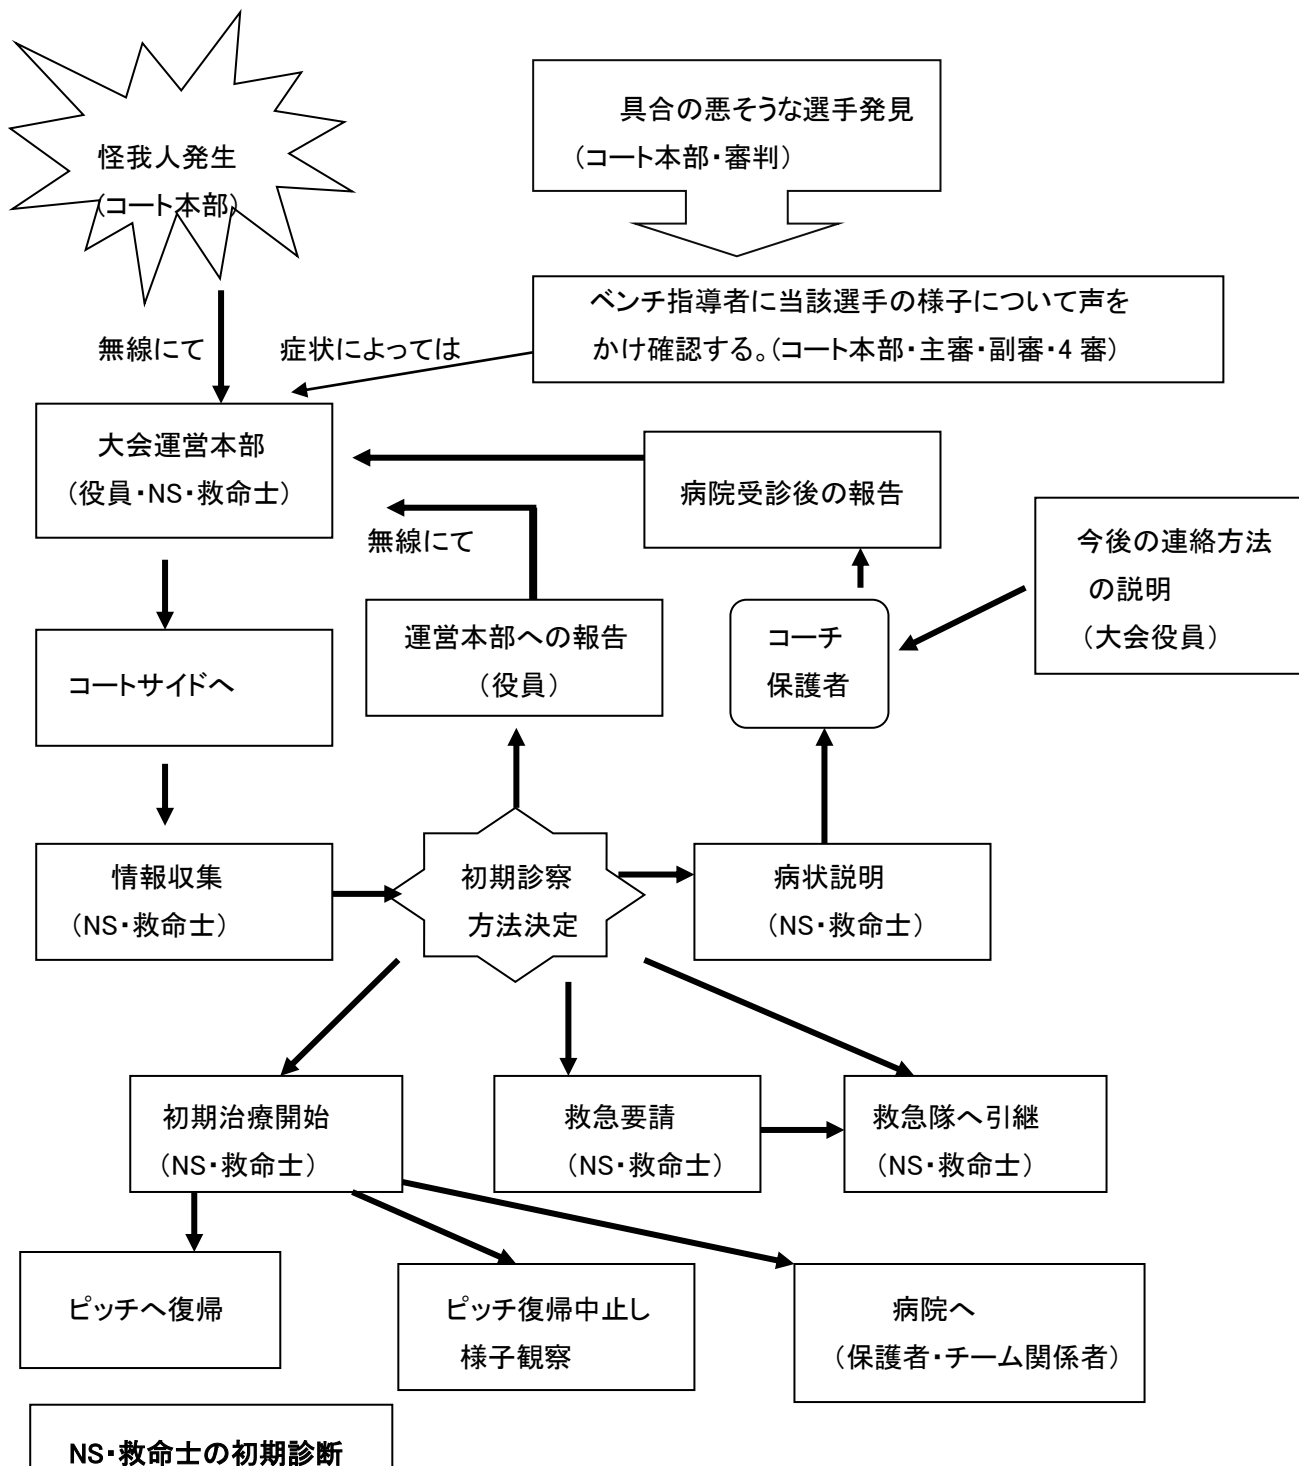 怪我人発生
(コート本部)
具合の悪そうな選手発見
(コート本部・審判)
ベンチ指導者に当該選手の様子について声を
かけ確認する。(コート本部・主審・副審・4審)
無線にて
症状によっては
大会運営本部
(役員・NS・救命士)
病院受診後の報告
無線にて
今後の連絡方法
の説明
(大会役員)
運営本部への報告
(役員)
コーチ
保護者
コートサイドへ
情報収集
(NS・救命士)
初期診察
方法決定
病状説明
(NS・救命士)
初期治療開始
(NS・救命士)
救急要請
(NS・救命士)
救急隊へ引継
(NS・救命士)
ピッチへ復帰
ピッチ復帰中止し
様子観察
病院へ
(保護者・チーム関係者)
NS・救命士の初期診断